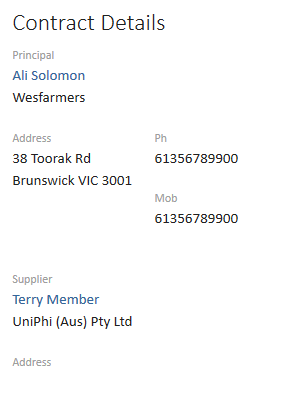 Contract Details
Principal
Ali Solomon
Wesfarmers
Address
38 Toorak Rd
Brunswick VIC 3001
Ph
61356789900
Mob
61356789900
Supplier
Terry Member
UniPhi (Aus) Pty Ltd
Address